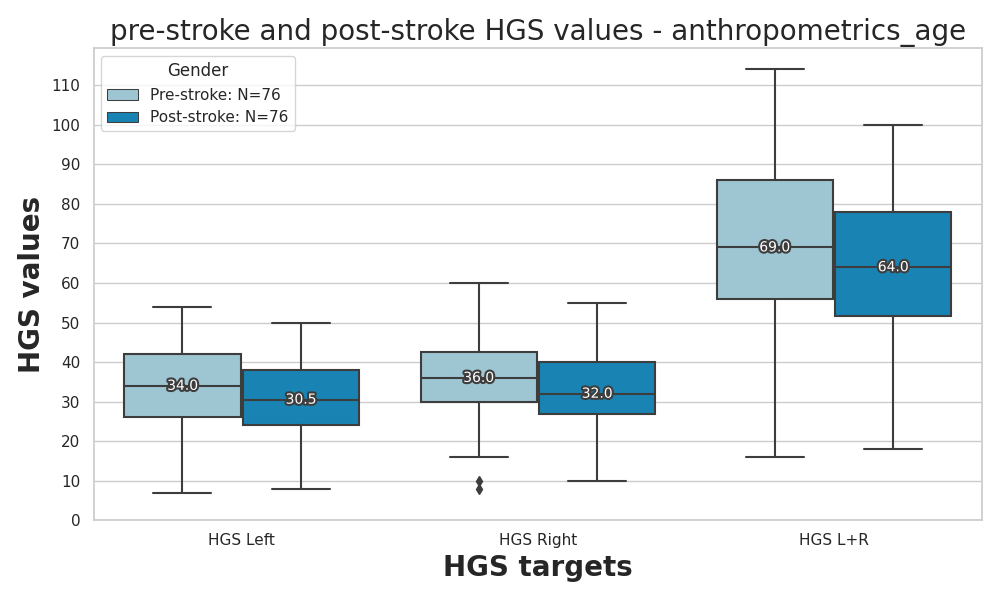 pre-stroke and post-stroke HGS values - anthropometrics_age
Gender
Pre-stroke: N=76
Post-stroke: N=76
HGS values
110
100
90
80
70
60
50
40
30
20
10
0
34.0
30.5
36.0
32.0
69.0
64.0
HGS Left
HGS Right
HGS L+R
HGS targets